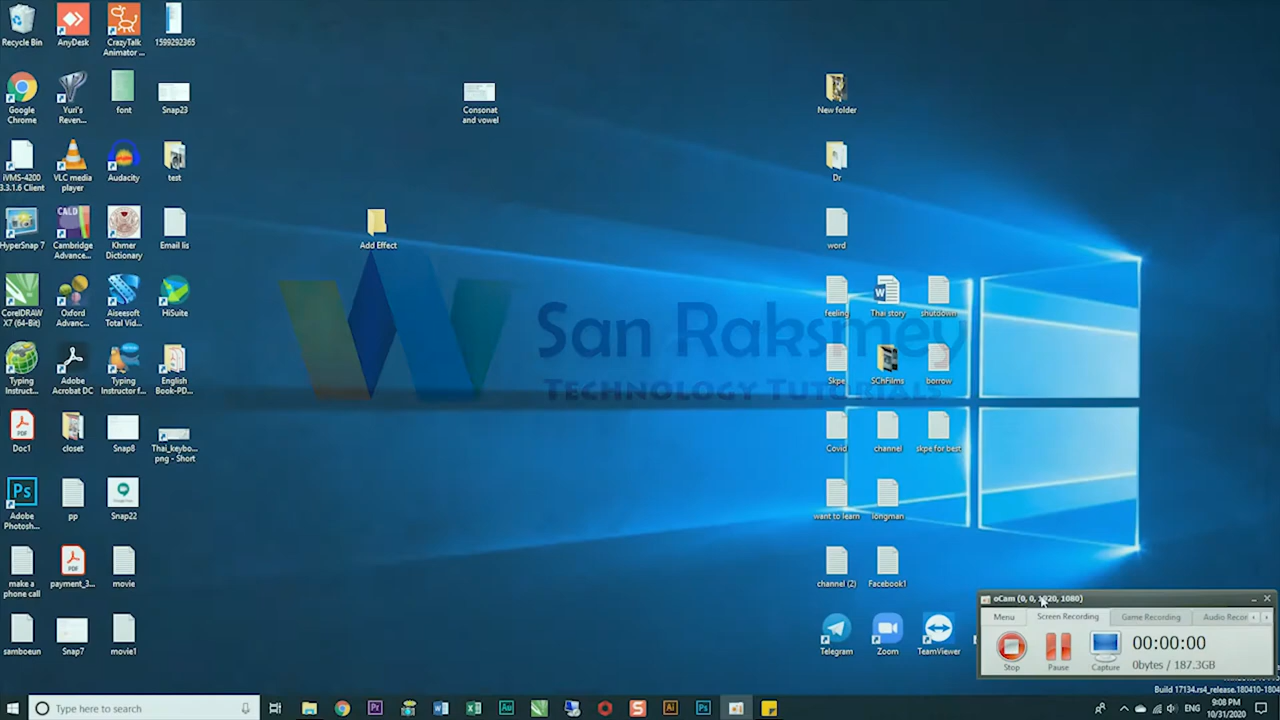 Recycle Bin
AnyDesk
CrazyTalk
Animator ...
1599292365
Google
Chrome
Yuri's
Reven...
font
Snap23
Consonat
and vowel
New folder
iVMS-4200
3.3.1.6 Client
VLC media
player
Audacity
test
Dr
HyperSnap 7
CALD
Cambridge
Advance...
Khmer
Dictionary
Email lis
Add Effect
word
CorelDRAW
X7 (64-Bit)
Oxford
Advanc...
Aiseesoft
Total Vid...
HiSuite
feeling
Thai story
shutdown
San Raksmey
Technology Tutorials
Typing
Instruct...
Adobe
Acrobat DC
Typing
Instructor f...
English
Book-PD...
Skpe
SChFilms
borrow
Doc1
closet
Snap8
Thai_keybo...
png - Short
Covid
channel
skpe for best
Adobe
Photosh...
pp
Snap22
want to learn
longman
make a
phone call
payment_3...
movie
channel (2)
Facebook1
samboeun
Snap7
movie1
Telegram
Zoom
TeamViewer
oCam (0, 0, 1920, 1080)
Menu
Screen Recording
Game Recording
Audio Recor
Stop
Pause
Capture
00:00:00
0bytes / 187.3GB
Build 17134.rs4_release.180410-1804
Type here to search
ENG
9:08 PM
10/31/2020